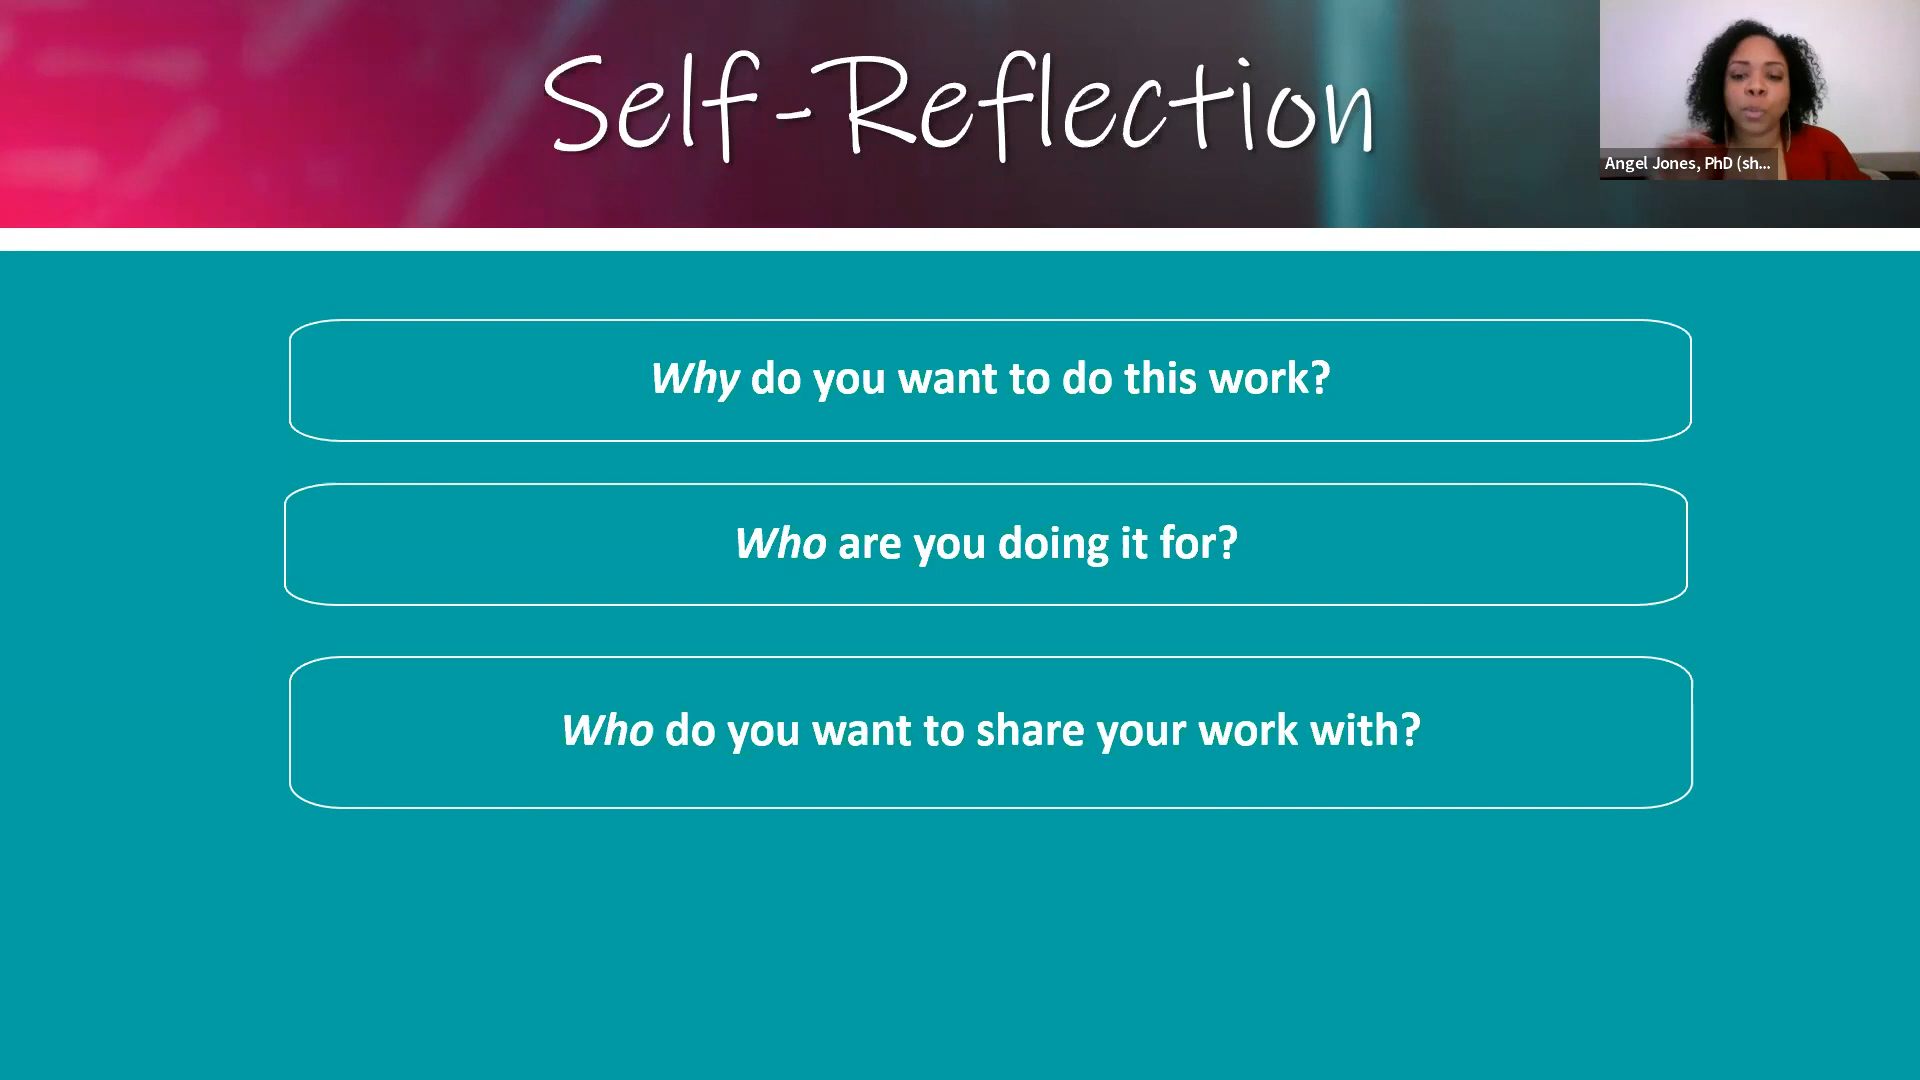 Self-Reflection
Angel Jones, PhD (sh...
Why do you want to do this work?
Who are you doing it for?
Who do you want to share your work with?